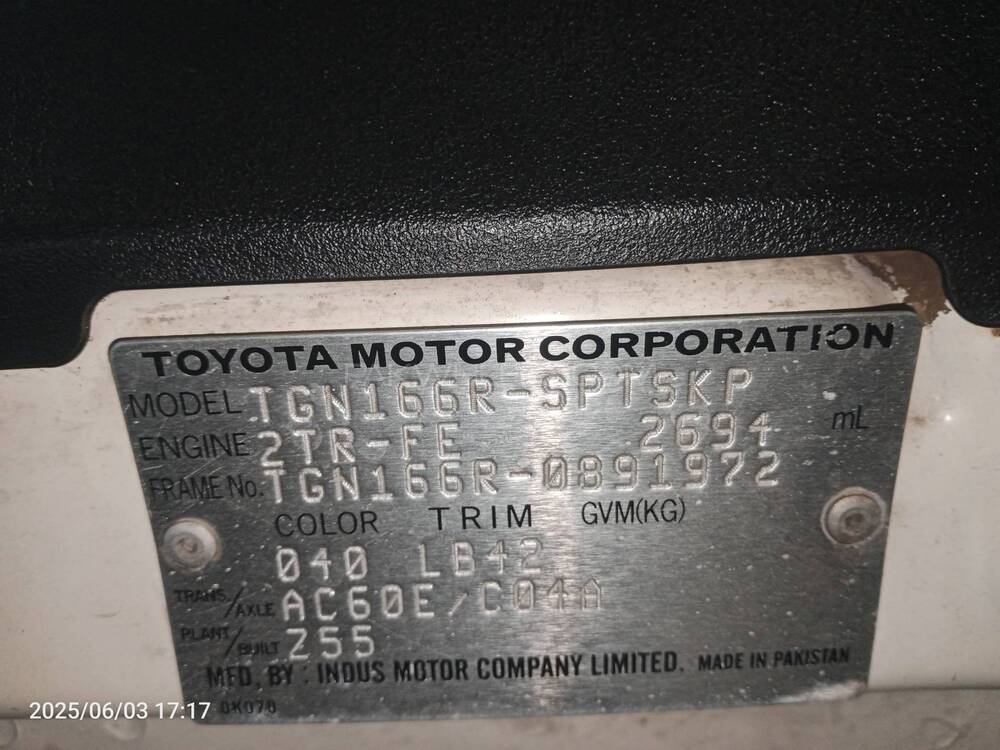 TOYOTA MOTOR CORPORATION
MODEL TGN166R-SPTSKP
ENGINE 2TR-FE 2694 mL
FRAME No. TGN166R-0891972
COLOR TRIM GVM(KG)
040 LB42
TRANS./AXLE AC60E/C04A
PLANT/BUILT Z55
MFD. BY : INDUS MOTOR COMPANY LIMITED. MADE IN PAKISTAN
0K070
2025/06/03 17:17